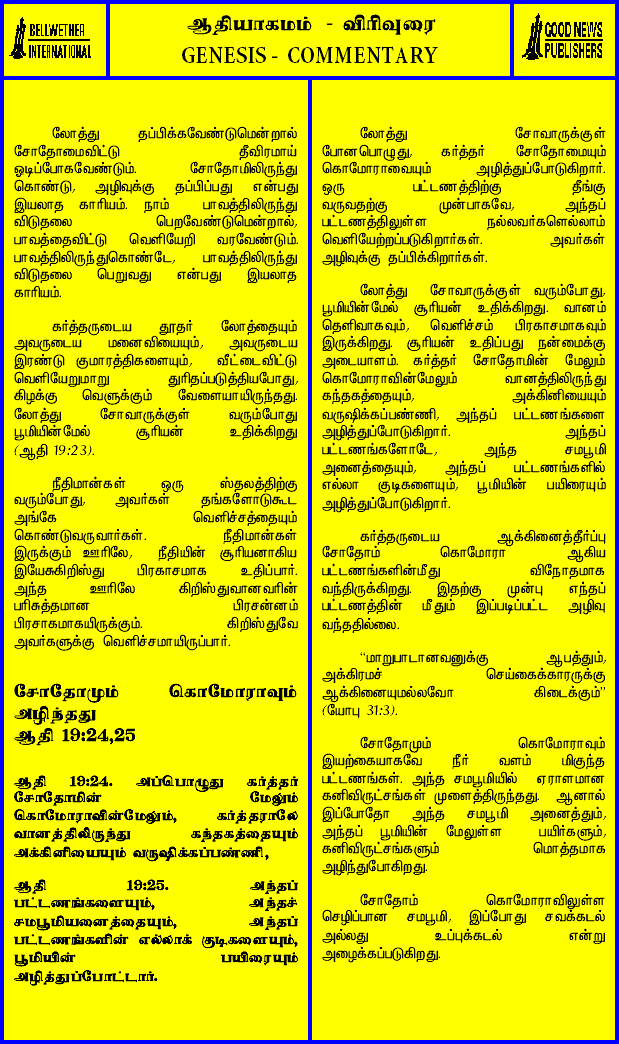 BELLWETHER
INTERNATIONAL
ஆதியாகமம் - விரிவுரை
GENESIS - COMMENTARY
GOOD NEWS
PUBLISHERS
லோத்து தப்பிக்கவேண்டுமென்றால்
சோதோமைவிட்டு தீவிரமாய்
ஓடிப்போகவேண்டும். சோதோமிலிருந்து
கொண்டு, அழிவுக்கு தப்பிப்பது என்பது
இயலாத காரியம். நாம் பாவத்திலிருந்து
விடுதலை பெறவேண்டுமென்றால்,
பாவத்தைவிட்டு வெளியேறி வரவேண்டும்.
பாவத்திலிருந்துகொண்டே, பாவத்திலிருந்து
விடுதலை பெறுவது என்பது இயலாத
காரியம்.
கர்த்தருடைய தூதர் லோத்தையும்
அவருடைய மனைவியையும், அவருடைய
இரண்டு குமாரத்திகளையும், வீட்டைவிட்டு
வெளியேறுமாறு துரிதப்படுத்தியபோது,
கிழக்கு வெளுக்கும் வேளையாயிருந்தது.
லோத்து சோவாருக்குள் வரும்போது
பூமியின்மேல் சூரியன் உதிக்கிறது
(ஆதி 19:23).
நீதிமான்கள் ஒரு ஸ்தலத்திற்கு
வரும்போது, அவர்கள் தங்களோடுகூட
அங்கே வெளிச்சத்தையும்
கொண்டுவருவார்கள். நீதிமான்கள்
இருக்கும் ஊரிலே, நீதியின் சூரியனாகிய
இயேசுகிறிஸ்து பிரகாசமாக உதிப்பார்.
அந்த ஊரிலே கிறிஸ்துவானவரின்
பரிசுத்தமான பிரசன்னம்
பிரசாகமாகயிருக்கும். கிறிஸ்துவே
அவர்களுக்கு வெளிச்சமாயிருப்பார்.
சோதோமும் கொமோராவும்
அழிந்தது
ஆதி 19:24,25
ஆதி 19:24. அப்பொழுது கர்த்தர்
சோதோமின் மேலும்
கொமோராவின்மேலும், கர்த்தராலே
வானத்திலிருந்து கந்தகத்தையும்
அக்கினியையும் வருஷிக்கப்பண்ணி,
ஆதி 19:25. அந்தப்
பட்டணங்களையும், அந்தச்
சமபூமியனைத்தையும், அந்தப்
பட்டணங்களின் எல்லாக் குடிகளையும்,
பூமியின் பயிரையும்
அழித்துப்போட்டார்.
லோத்து சோவாருக்குள்
போனபொழுது, கர்த்தர் சோதோமையும்
கொமோராவையும் அழித்துப்போடுகிறார்.
ஒரு பட்டணத்திற்கு தீங்கு
வருவதற்கு முன்பாகவே, அந்தப்
பட்டணத்திலுள்ள நல்லவர்களெல்லாம்
வெளியேற்றப்படுகிறார்கள். அவர்கள்
அழிவுக்கு தப்பிக்கிறார்கள்.
லோத்து சோவாருக்குள் வரும்போது,
பூமியின்மேல் சூரியன் உதிக்கிறது. வானம்
தெளிவாகவும், வெளிச்சம் பிரகாசமாகவும்
இருக்கிறது. சூரியன் உதிப்பது நன்மைக்கு
அடையாளம். கர்த்தர் சோதோமின் மேலும்
கொமோராவின்மேலும் வானத்திலிருந்து
கந்தகத்தையும், அக்கினியையும்
வருஷிக்கப்பண்ணி, அந்தப் பட்டணங்களை
அழித்துப்போடுகிறார். அந்தப்
பட்டணங்களோடே, அந்த சமபூமி
அனைத்தையும், அந்தப் பட்டணங்களில்
எல்லா குடிகளையும், பூமியின் பயிரையும்
அழித்துப்போடுகிறார்.
கர்த்தருடைய ஆக்கினைத்தீர்ப்பு
சோதோம் கொமோரா ஆகிய
பட்டணங்களின்மீது விநோதமாக
வந்திருக்கிறது. இதற்கு முன்பு எந்தப்
பட்டணத்தின் மீதும் இப்படிப்பட்ட அழிவு
வந்ததில்லை.
“மாறுபாடானவனுக்கு ஆபத்தும்,
அக்கிரமச் செய்கைக்காரருக்கு
ஆக்கினையுமல்லவோ கிடைக்கும்”
(யோபு 31:3).
சோதோமும் கொமோராவும்
இயற்கையாகவே நீர் வளம் மிகுந்த
பட்டணங்கள். அந்த சமபூமியில் ஏராளமான
கனிவிருட்சங்கள் முளைத்திருந்தது. ஆனால்
இப்போதோ அந்த சமபூமி அனைத்தும்,
அந்தப் பூமியின் மேலுள்ள பயிர்களும்,
கனிவிருட்சங்களும் மொத்தமாக
அழிந்துபோகிறது.
சோதோம் கொமோராவிலுள்ள
செழிப்பான சமபூமி, இப்போது சவக்கடல்
அல்லது உப்புக்கடல் என்று
அழைக்கப்படுகிறது.